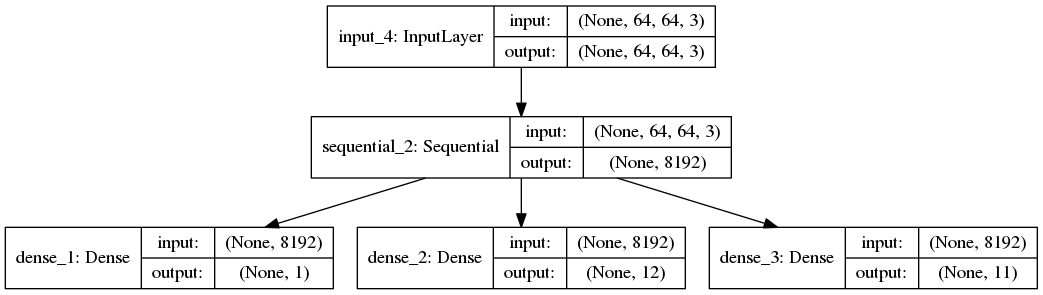 input_4: InputLayer
input: (None, 64, 64, 3)
output: (None, 64, 64, 3)
sequential_2: Sequential
input: (None, 64, 64, 3)
output: (None, 8192)
dense_1: Dense
input: (None, 8192)
output: (None, 1)
dense_2: Dense
input: (None, 8192)
output: (None, 12)
dense_3: Dense
input: (None, 8192)
output: (None, 11)